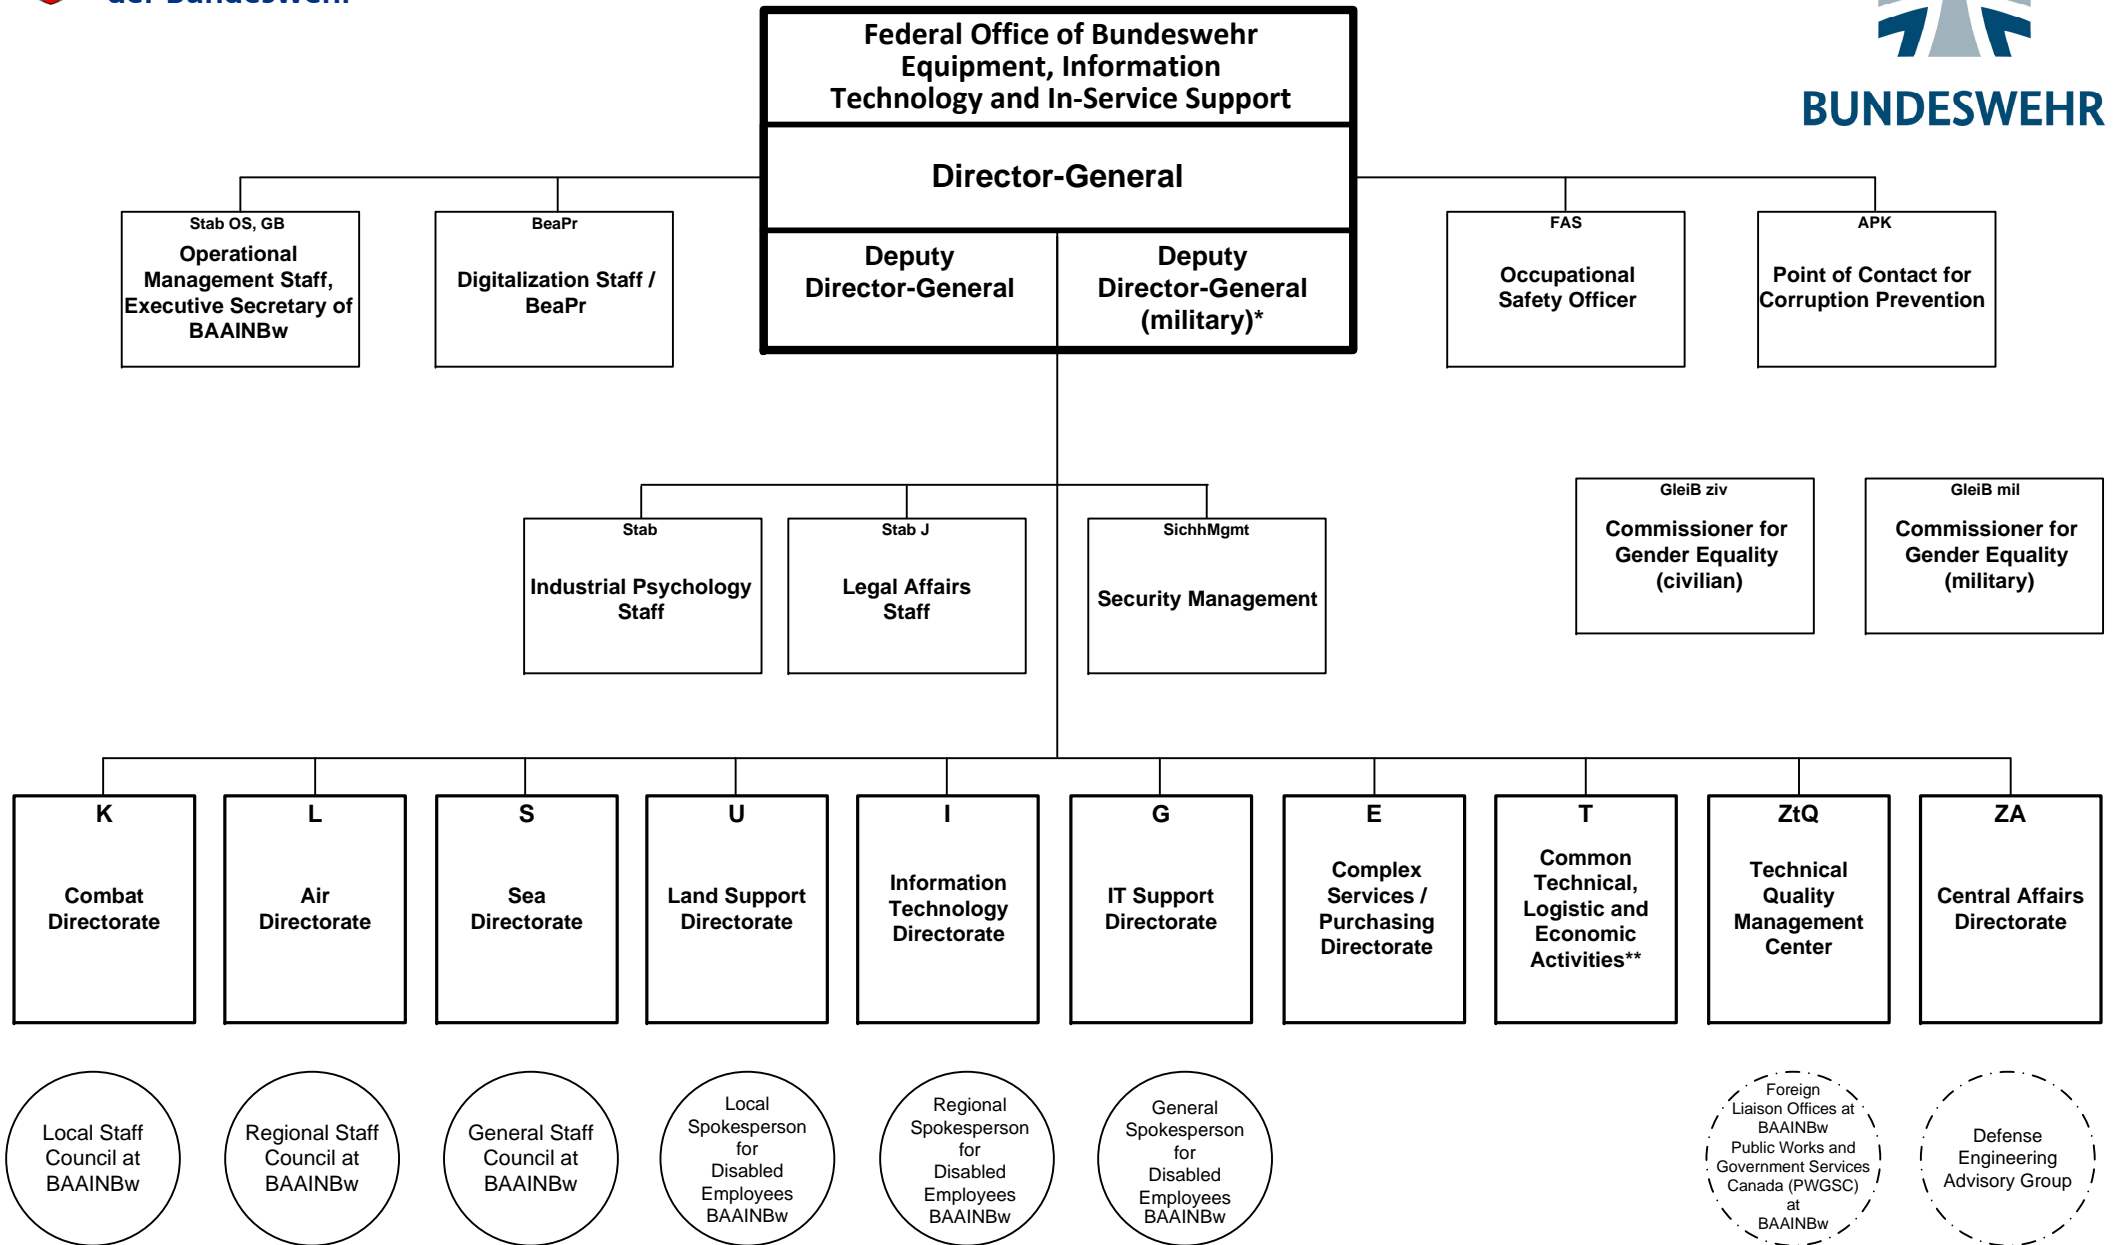 der Bundeswehr
Federal Office of Bundeswehr
Equipment, Information
Technology and In-Service Support
BUNDESWEHR
Director-General
Deputy
Director-General
Deputy
Director-General
(military)*
Stab OS, GB
Operational
Management Staff,
Executive Secretary of
BAAINBw
BeaPr
Digitalization Staff /
BeaPr
FAS
Occupational
Safety Officer
APK
Point of Contact for
Corruption Prevention
Stab
Industrial Psychology
Staff
Stab J
Legal Affairs
Staff
SichhMgmt
Security Management
GleiB ziv
Commissioner for
Gender Equality
(civilian)
GleiB mil
Commissioner for
Gender Equality
(military)
K
Combat
Directorate
L
Air
Directorate
S
Sea
Directorate
U
Land Support
Directorate
I
Information
Technology
Directorate
G
IT Support
Directorate
E
Complex
Services /
Purchasing
Directorate
T
Common
Technical,
Logistic and
Economic
Activities**
ZtQ
Technical
Quality
Management
Center
ZA
Central Affairs
Directorate
Local Staff
Council at
BAAINBw
Regional Staff
Council at
BAAINBw
General Staff
Council at
BAAINBw
Local
Spokesperson
for
Disabled
Employees
BAAINBw
Regional
Spokesperson
for
Disabled
Employees
BAAINBw
General
Spokesperson
for
Disabled
Employees
BAAINBw
Foreign
Liaison Offices at
BAAINBw
Public Works and
Government Services
Canada (PWGSC)
at
BAAINBw
Defense
Engineering
Advisory Group